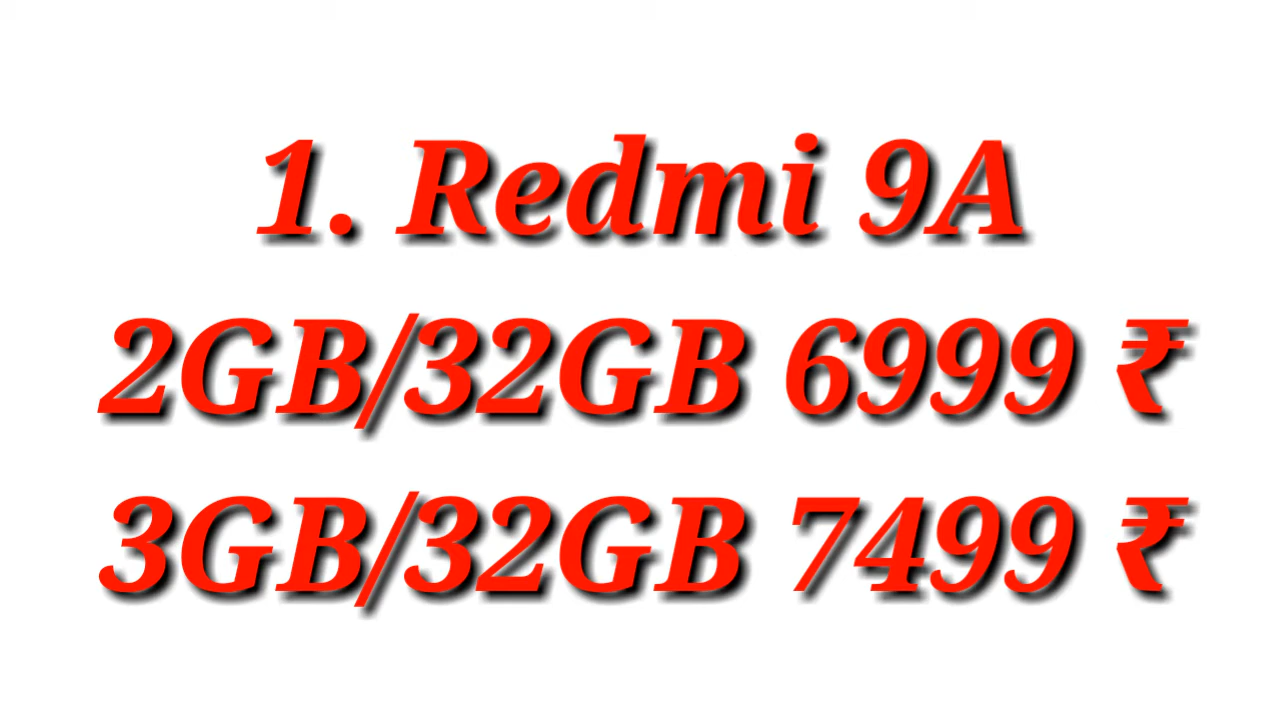 1. Redmi 9A
2GB/32GB 6999 ₹
3GB/32GB 7499 ₹